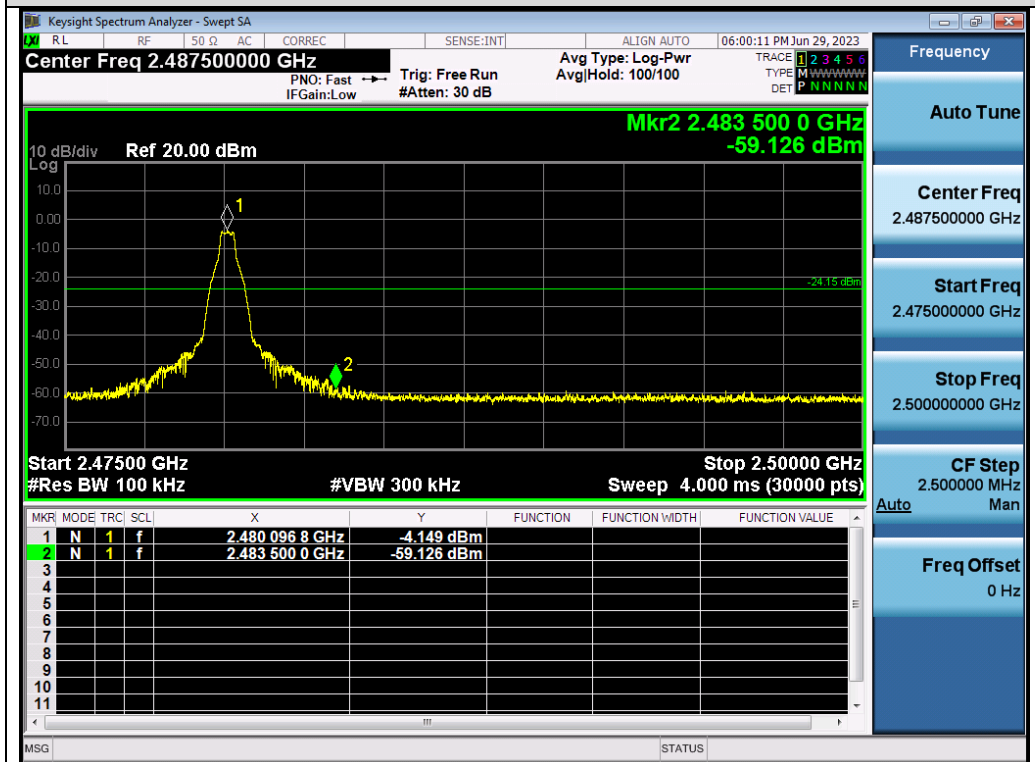 Keysight Spectrum Analyzer - Swept SA
LXI RL RF 50 Ω AC CORREC SENSE:INT ALIGN AUTO 06:00:11 PM Jun 29, 2023
Center Freq 2.487500000 GHz
PNO: Fast
IFGain:Low
Trig: Free Run
#Atten: 30 dB
Avg Type: Log-Pwr
Avg|Hold: 100/100
TRACE 1 2 3 4 5 6
TYPE M W W W W W
DET P N N N N N
Mkr2 2.483 500 0 GHz
-59.126 dBm
10 dB/div
Log
Ref 20.00 dBm
10.0
0.00
-10.0
-20.0
-30.0
-40.0
-50.0
-60.0
-70.0
1
2
-24.15 dBm
Start 2.47500 GHz
Stop 2.50000 GHz
#Res BW 100 kHz
#VBW 300 kHz
Sweep 4.000 ms (30000 pts)
MKR MODE TRC SCL X Y FUNCTION FUNCTION WIDTH FUNCTION VALUE
1 N 1 f 2.480 096 8 GHz -4.149 dBm
2 N 1 f 2.483 500 0 GHz -59.126 dBm
3
4
5
6
7
8
9
10
11
MSG
STATUS
Frequency
Auto Tune
Center Freq
2.487500000 GHz
Start Freq
2.475000000 GHz
Stop Freq
2.500000000 GHz
CF Step
2.500000 MHz
Auto Man
Freq Offset
0 Hz